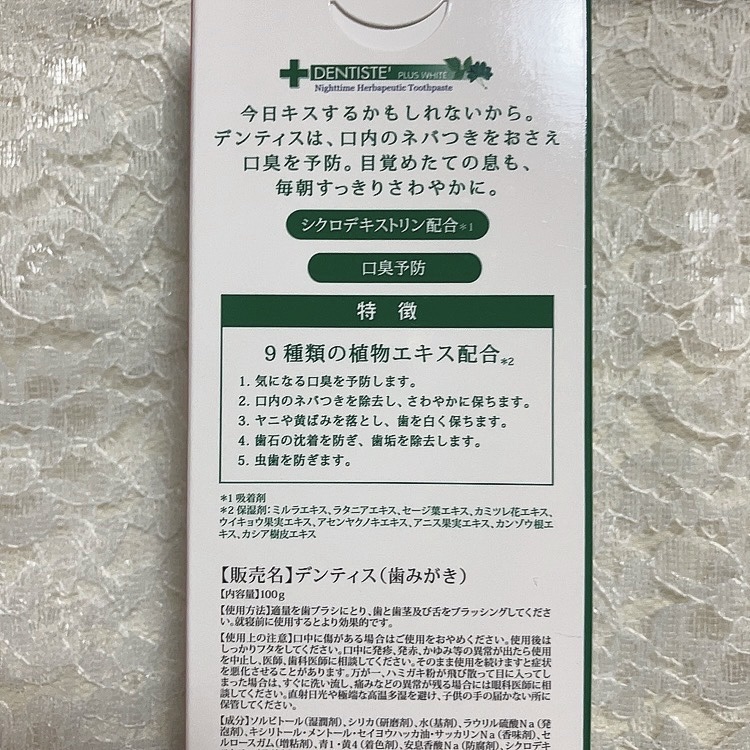 DENTISTE' PLUS WHITE
Nighttime Herbapeutic Toothpaste
今日キスするかもしれないから。
デンティスは、口内のネバつきをおさえ
口臭を予防。目覚めたての息も、
毎朝すっきりさわやかに。
シクロデキストリン配合*1
口臭予防
特 徴
9種類の植物エキス配合*2
1. 気になる口臭を予防します。
2. 口内のネバつきを除去し、さわやかに保ちます。
3. ヤニや黄ばみを落とし、歯を白く保ちます。
4. 歯石の沈着を防ぎ、歯垢を除去します。
5. 虫歯を防ぎます。
*1 吸着剤
*2 保湿剤:ミルラエキス、ラタニアエキス、セージ葉エキス、カミツレ花エキス、
ウイキョウ果実エキス、アセンヤクノキエキス、アニス果実エキス、カンゾウ根エ
キス、カシア樹皮エキス
【販売名】デンティス(歯みがき)
【内容量】100g
【使用方法】適量を歯ブラシにとり、歯と歯茎及び舌をブラッシングしてくださ
い。就寝前に使用するとより効果的です。
【使用上の注意】口中に傷がある場合はご使用をおやめください。使用後は
しっかりフタをしてください。口中に発疹、発赤、かゆみ等の異常が出たら使用
を中止し、医師、歯科医師に相談してください。そのまま使用を続けますと症状
を悪化させることがあります。万が一、ハミガキ粉が飛び散って目に入ってし
まった場合は、すぐに洗い流し、痛みなどの異常が残る場合には眼科医師に相
談してください。直射日光や極端な高温多湿を避け、子供の手の届かない所に
保管してください。
【成分】ソルビトール(湿潤剤)、シリカ(研磨剤)、水(基剤)、ラウリル硫酸Na(発
泡剤)、キシリトール・メントール・セイヨウハッカ油・サッカリンNa(香味剤)、セ
ルロースガム(増粘剤)、青1・黄4(着色剤)、安息香酸Na(防腐剤)、シクロデキ